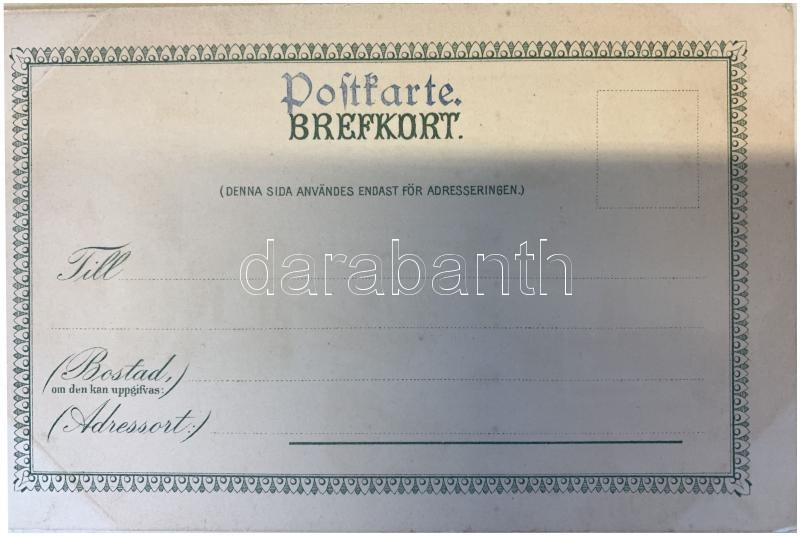 Postkarte.
BREFKORT.
(DENNA SIDA ANVÄNDES ENDAST FÖR ADRESSERINGEN.)
Till
darabanth
(Bostad,)
om den kan uppgifvas:
(Adressort:)